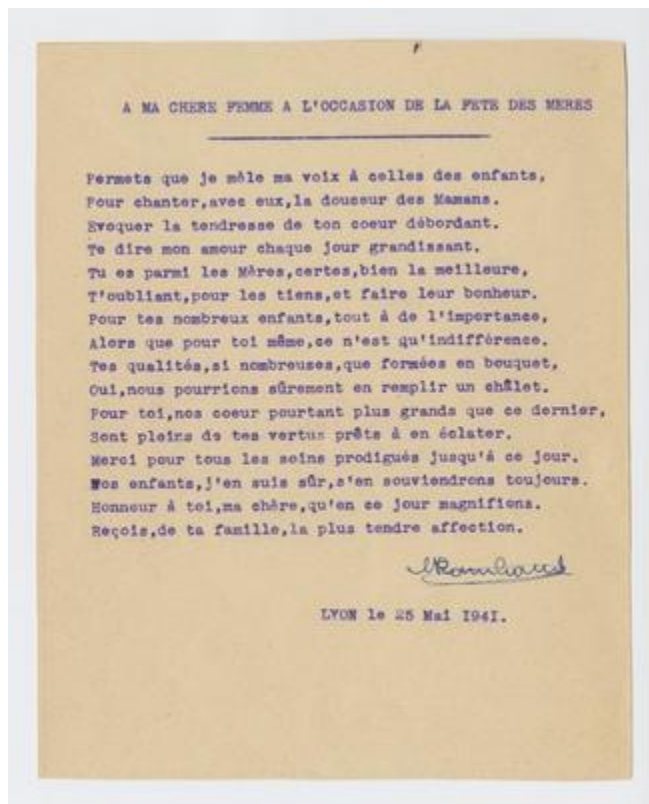 A MA CHERE FEMME A L'OCCASION DE LA FETE DES MERES
Permets que je mêle ma voix à celles des enfants,
Pour chanter,avec eux,la douceur des Mamans.
Evoquer la tendresse de ton coeur débordant.
Te dire mon amour chaque jour grandissant.
Tu es parmi les Mères,certes,bien la meilleure,
T'oubliant,pour les tiens,et faire leur bonheur.
Pour tes nombreux enfants,tout à de l'importance,
Alors que pour toi même,ce n'est qu'indifférence.
Tes qualités,si nombreuses,que formées en bouquet,
Oui,nous pourrions sûrement en remplir un châlet.
Pour toi,nos coeur pourtant plus grands que ce dernier,
Sont pleins de tes vertus prêts à en éclater.
Merci pour tous les soins prodigués jusqu'à ce jour.
Nos enfants,j'en suis sûr,s'en souviendrons toujours.
Honneur à toi,ma chère,qu'en ce jour magnifions.
Reçois,de ta famille,la plus tendre affection.
LYON le 25 Mai 1941.